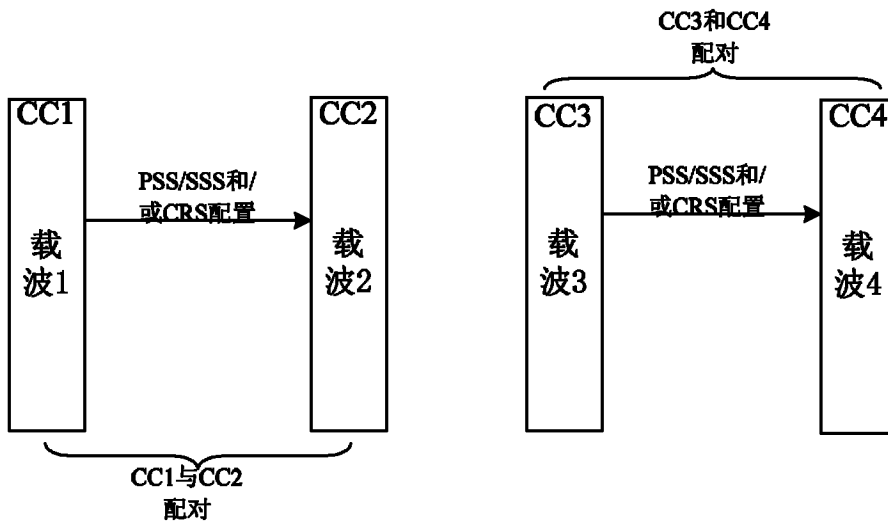 CC3和CC4
配对
CC1
CC2
CC3
CC4
PSS/SSS和/
或CRS配置
PSS/SSS和/
或CRS配置
载
波1
载
波2
载
波3
载
波4
CC1与CC2
配对